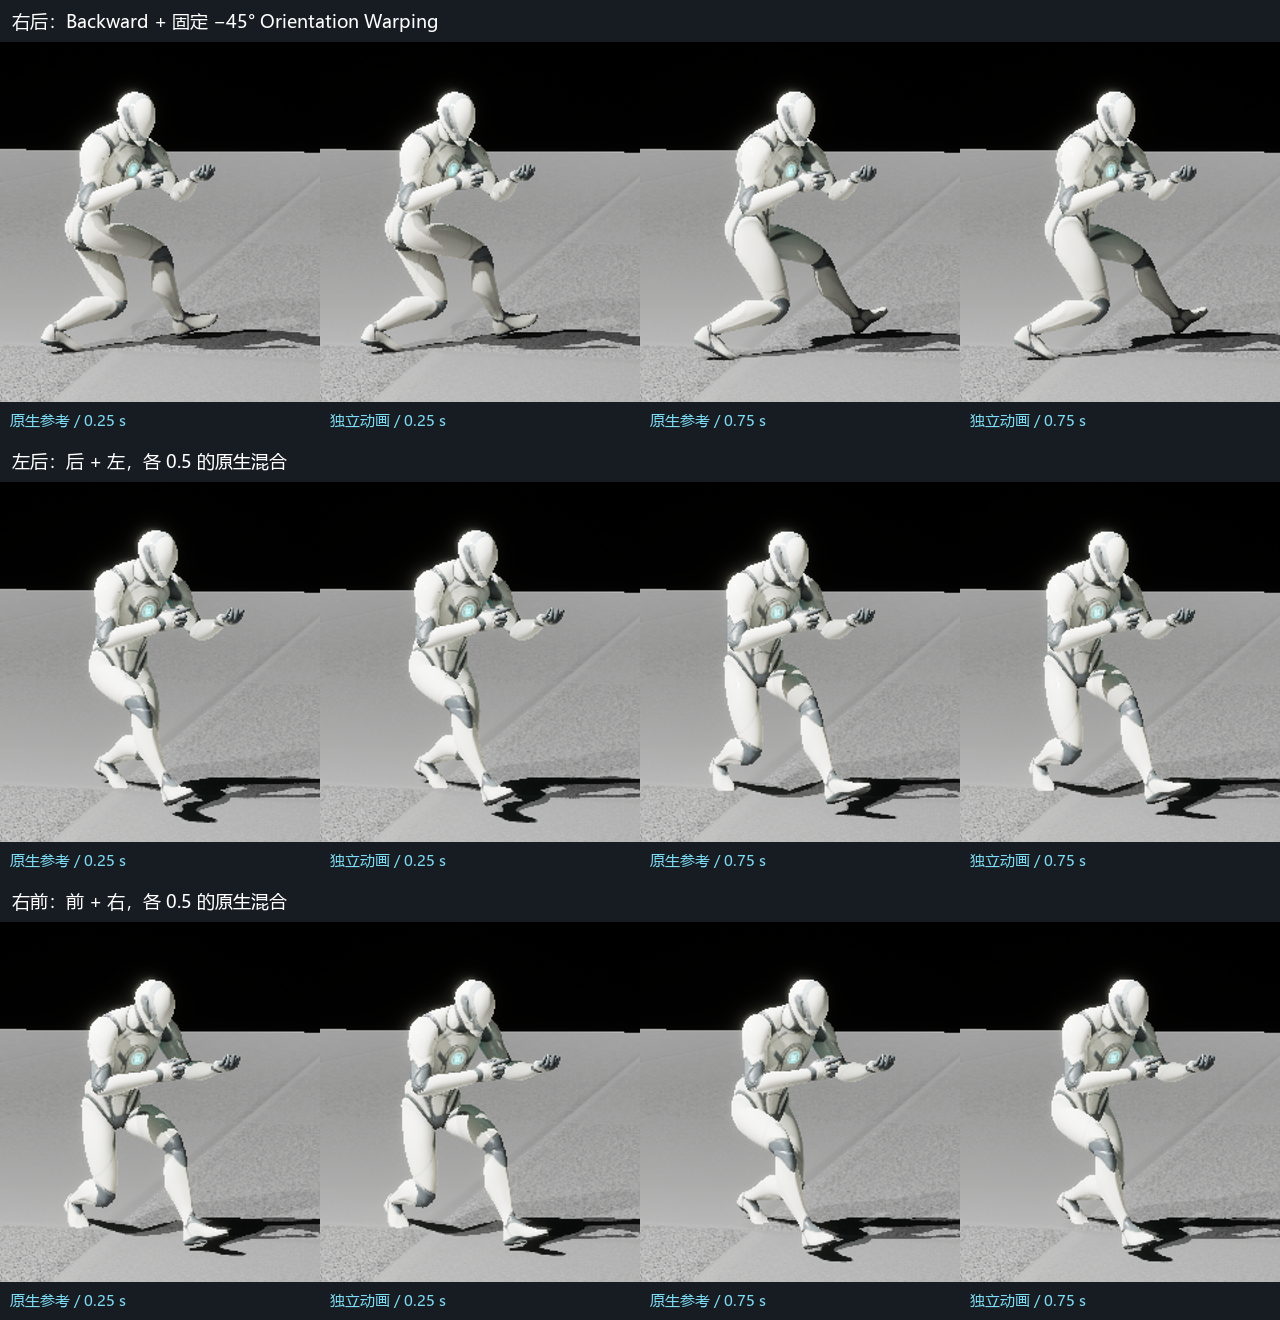 右后：Backward + 固定 −45° Orientation Warping
原生参考 / 0.25 s
独立动画 / 0.25 s
原生参考 / 0.75 s
独立动画 / 0.75 s
左后：后 + 左，各 0.5 的原生混合
原生参考 / 0.25 s
独立动画 / 0.25 s
原生参考 / 0.75 s
独立动画 / 0.75 s
右前：前 + 右，各 0.5 的原生混合
原生参考 / 0.25 s
独立动画 / 0.25 s
原生参考 / 0.75 s
独立动画 / 0.75 s